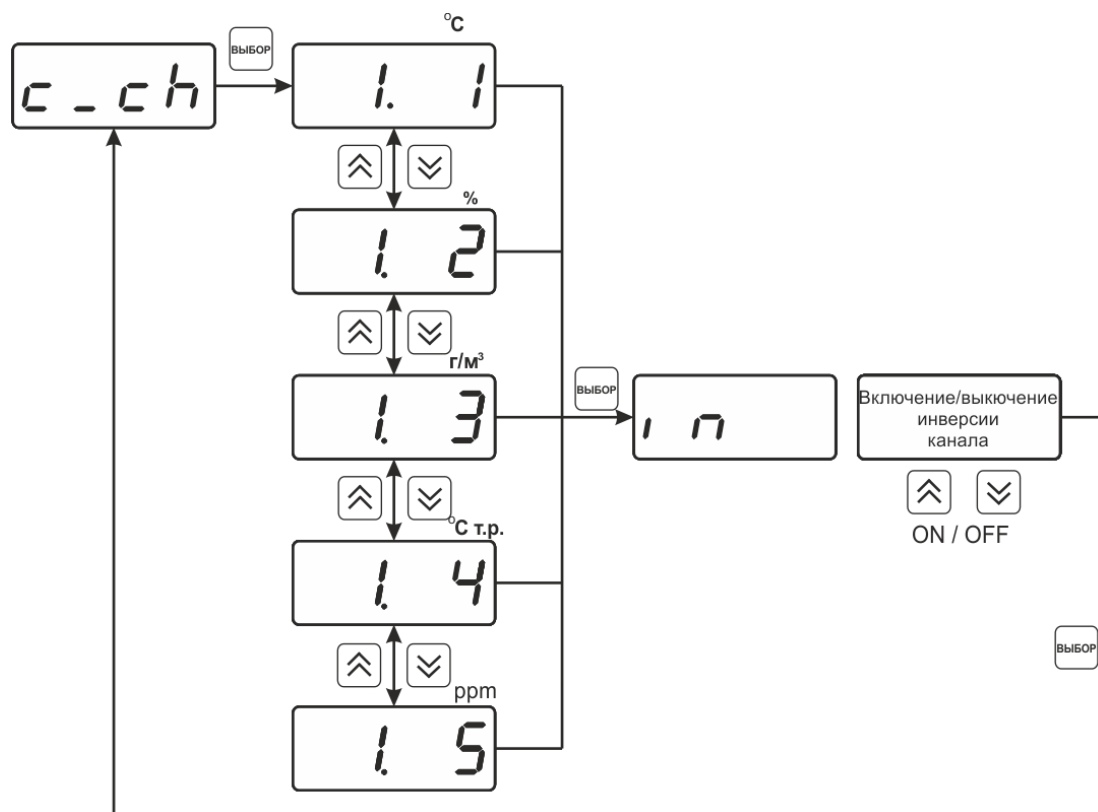 °C
ВЫБОР
c_ch
1. 1
%
1. 2
г/м³
1. 3
ВЫБОР
in
Включение/выкючение
инверсии
канала
ON / OFF
°C т.р.
1. 4
ВЫБОР
ppm
1. 5